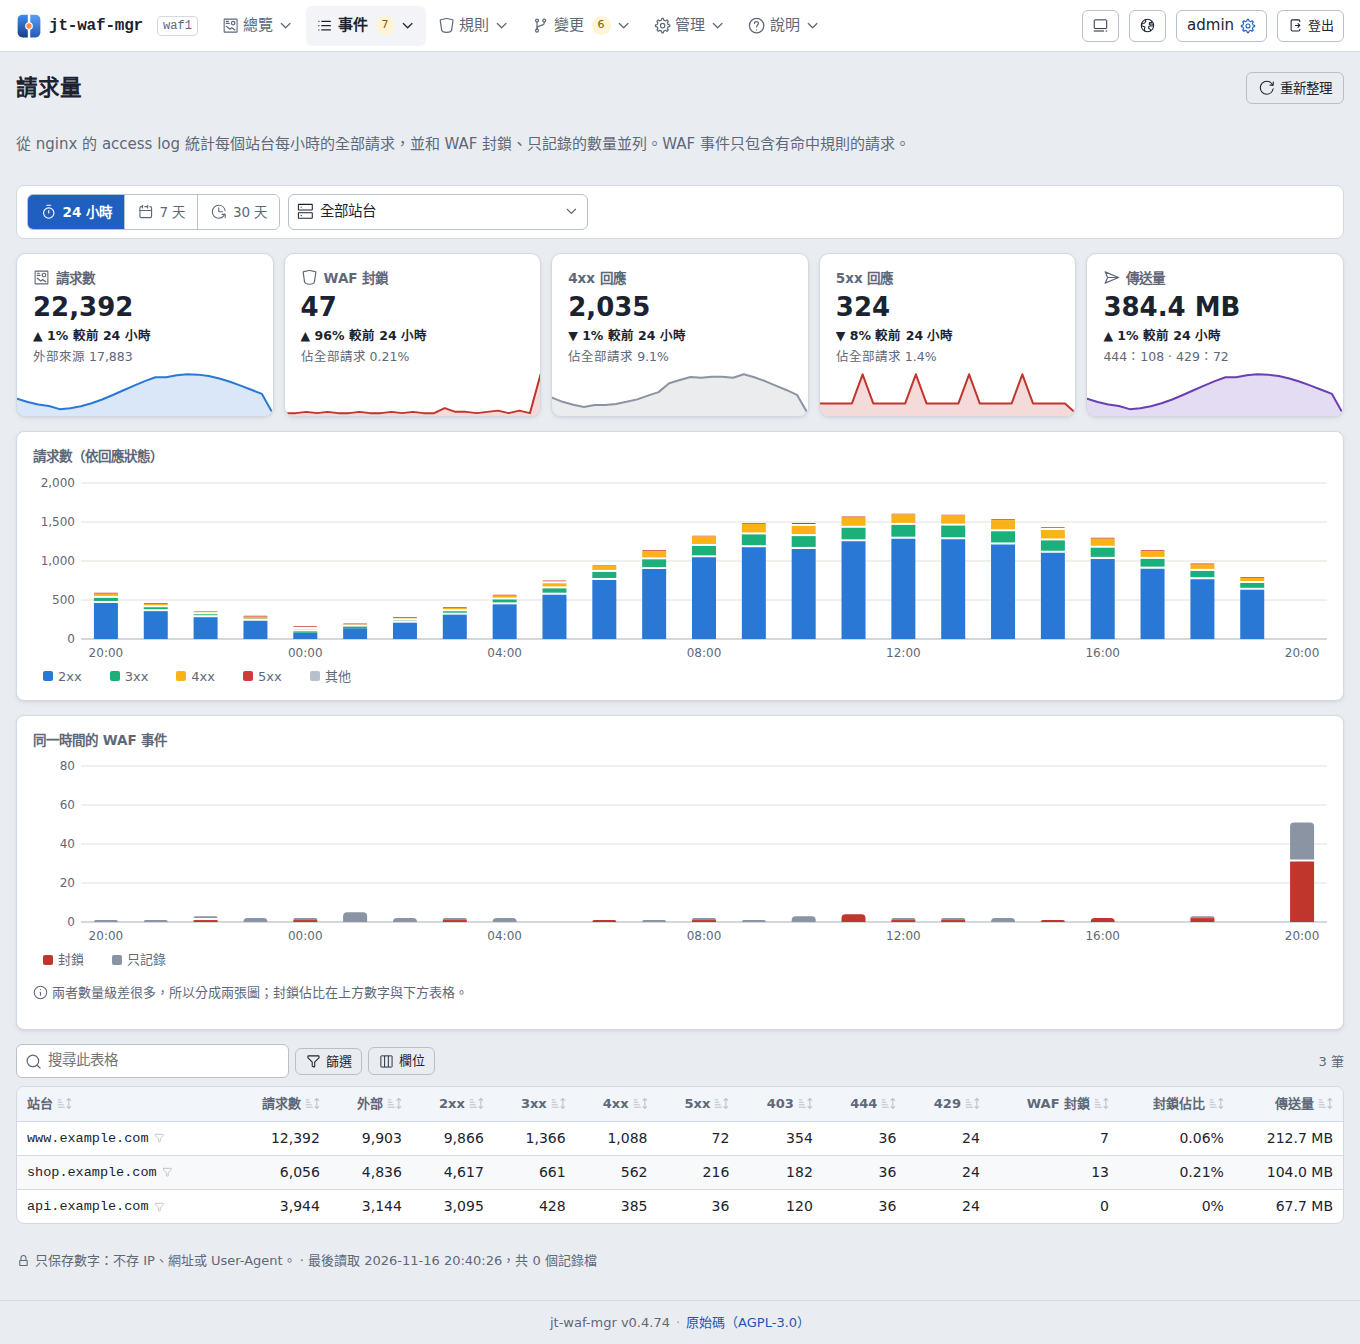 jt-waf-mgr waf1 總覽 事件 7 規則 變更 6 管理 說明 admin 登出
請求量 重新整理
從 nginx 的 access log 統計每個站台每小時的全部請求，並和 WAF 封鎖、只記錄的數量並列。WAF 事件只包含有命中規則的請求。
24 小時 7 天 30 天 全部站台
請求數
22,392
▲ 1% 較前 24 小時
外部來源 17,883
WAF 封鎖
47
▲ 96% 較前 24 小時
佔全部請求 0.21%
4xx 回應
2,035
▼ 1% 較前 24 小時
佔全部請求 9.1%
5xx 回應
324
▼ 8% 較前 24 小時
佔全部請求 1.4%
傳送量
384.4 MB
▲ 1% 較前 24 小時
444：108 · 429：72
請求數（依回應狀態）
2,000
1,500
1,000
500
0
20:00 00:00 04:00 08:00 12:00 16:00 20:00
2xx 3xx 4xx 5xx 其他
同一時間的 WAF 事件
80
60
40
20
0
20:00 00:00 04:00 08:00 12:00 16:00 20:00
封鎖 只記錄
兩者數量級差很多，所以分成兩張圖；封鎖佔比在上方數字與下方表格。
搜尋此表格 篩選 欄位 3 筆
站台 請求數 外部 2xx 3xx 4xx 5xx 403 444 429 WAF 封鎖 封鎖佔比 傳送量
www.example.com 12,392 9,903 9,866 1,366 1,088 72 354 36 24 7 0.06% 212.7 MB
shop.example.com 6,056 4,836 4,617 661 562 216 182 36 24 13 0.21% 104.0 MB
api.example.com 3,944 3,144 3,095 428 385 36 120 36 24 0 0% 67.7 MB
只保存數字：不存 IP、網址或 User-Agent。 · 最後讀取 2026-11-16 20:40:26，共 0 個記錄檔
jt-waf-mgr v0.4.74 · 原始碼（AGPL-3.0）